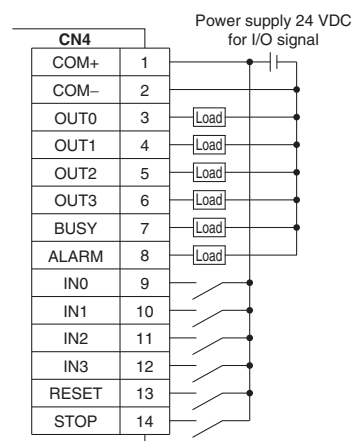 Power supply 24 VDC
for I/O signal
CN4
COM+ 1
COM– 2
OUT0 3 Load
OUT1 4 Load
OUT2 5 Load
OUT3 6 Load
BUSY 7 Load
ALARM 8 Load
IN0 9
IN1 10
IN2 11
IN3 12
RESET 13
STOP 14